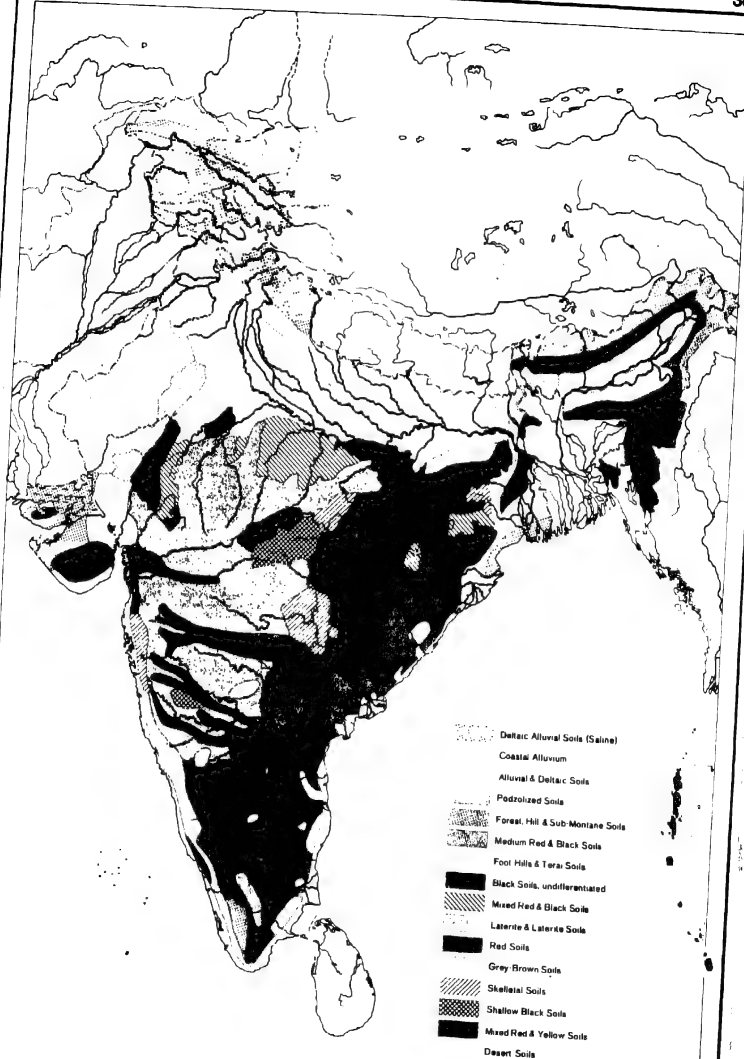 Deltaic Alluvial Soils (Saline)
Coastal Alluvium
Alluvial & Deltaic Soils
Podzolized Soils
Forest, Hill & Sub-Montane Soils
Medium Red & Black Soils
Foot Hills & Terai Soils
Black Soils, undifferentiated
Mixed Red & Black Soils
Laterite & Laterite Soils
Red Soils
Grey-Brown Soils
Skelletal Soils
Shallow Black Soils
Mixed Red & Yellow Soils
Desert Soils